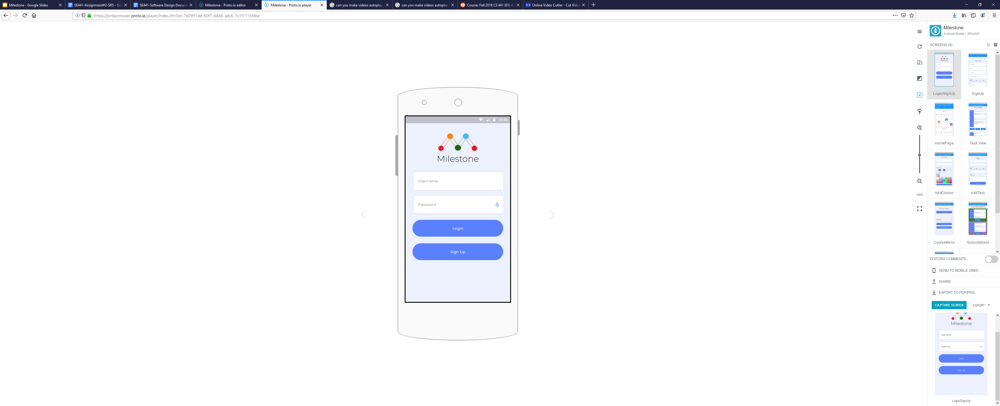 Milestone - Google Slides
SE441-Assignment#2-SRS - Go
SE441-Software Design Docum
Milestone - Proto.io editor
Milestone - Proto.io player
can you make videos autoplay
can you make videos autoplay
Course: Fall 2019 CS 441 (01) 41
Online Video Cutter - Cut Video
https://jordanmower.proto.io/player/index.cfm?id=7b0991dd-60f7-4848-adc6-7c1f7116f4be
19:48
Milestone
Username
Password
Login
Sign Up
100%
Milestone
Android Mobile • 360x640
SCREENS (9)
Login/SignUp
SignUp
HomePage
Task View
AddCourse
AddTask
CourseMenu
Subscriptions
EDITORS COMMENTS
SEND TO MOBILE (SMS)
SHARE
EXPORT TO PDF/PNG
CAPTURE SCREEN
EXPORT
Milestone
Username
Password
Login
Sign Up
Login/SignUp